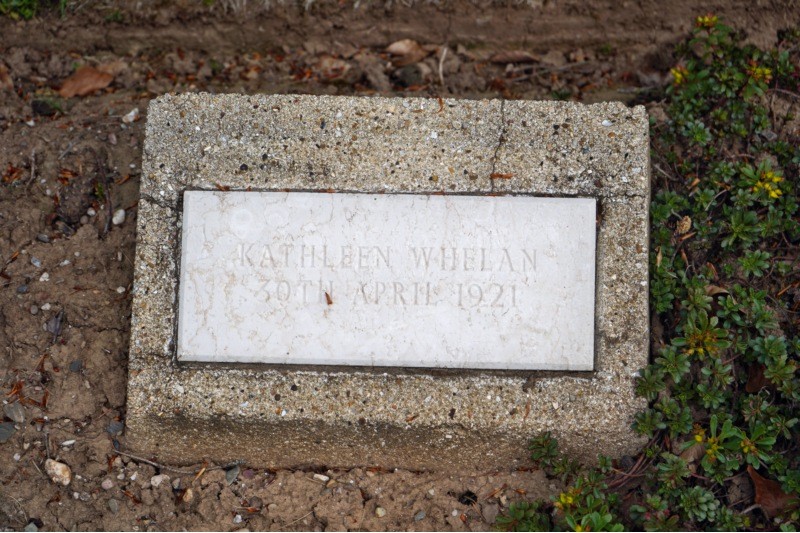 KATHLEEN WHELAN
30TH APRIL 1921